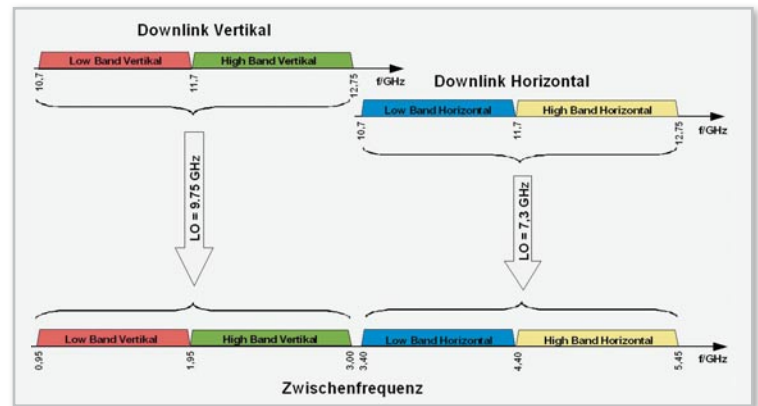 Downlink Vertikal
Low Band Vertikal High Band Vertikal
10,7 11,7 12,75 f/GHz
Downlink Horizontal
Low Band Horizontal High Band Horizontal
10,7 11,7 12,75 f/GHz
LO = 9.75 GHz
LO = 7,3 GHz
Low Band Vertikal High Band Vertikal Low Band Horizontal High Band Horizontal
0,95 1,95 3,00 3,40 4,40 5,45 f/GHz
Zwischenfrequenz